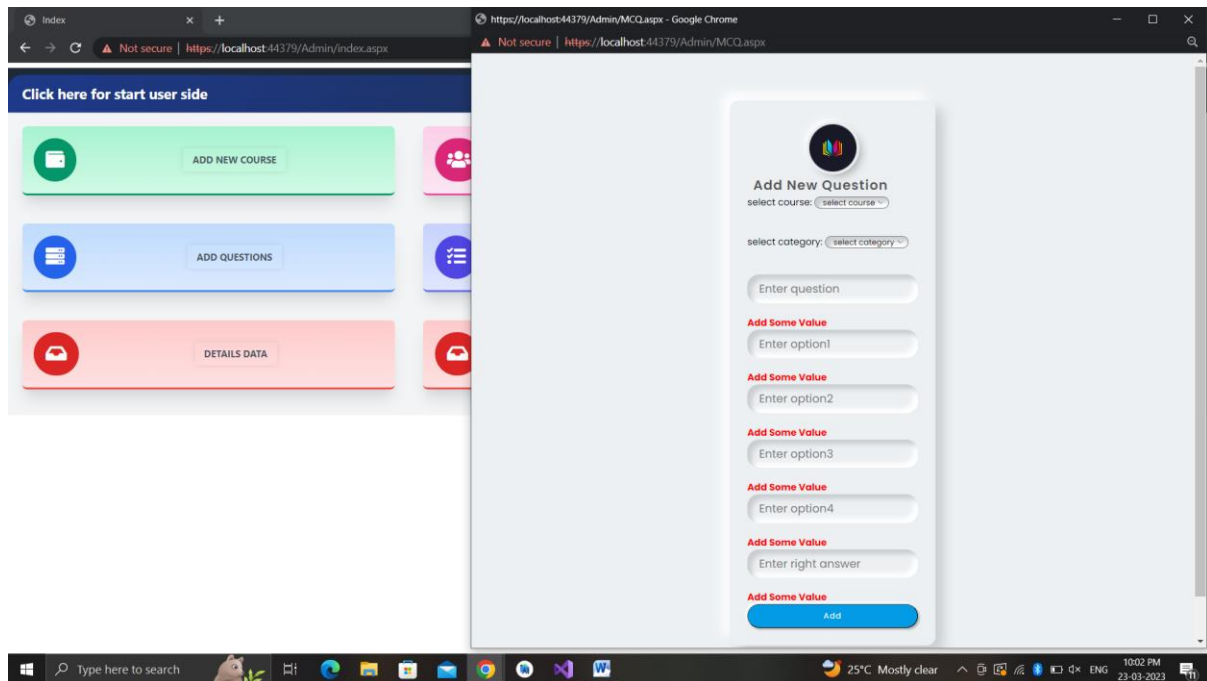 Index
Not secure | https://localhost:44379/Admin/index.aspx
Click here for start user side
ADD NEW COURSE
ADD QUESTIONS
DETAILS DATA
https://localhost:44379/Admin/MCQ.aspx - Google Chrome
Not secure | https://localhost:44379/Admin/MCQ.aspx
Add New Question
select course: select course
select category: select category
Enter question
Add Some Value
Enter option1
Add Some Value
Enter option2
Add Some Value
Enter option3
Add Some Value
Enter option4
Add Some Value
Enter right answer
Add Some Value
Add
Type here to search
25°C Mostly clear
ENG
10:02 PM
23-03-2023